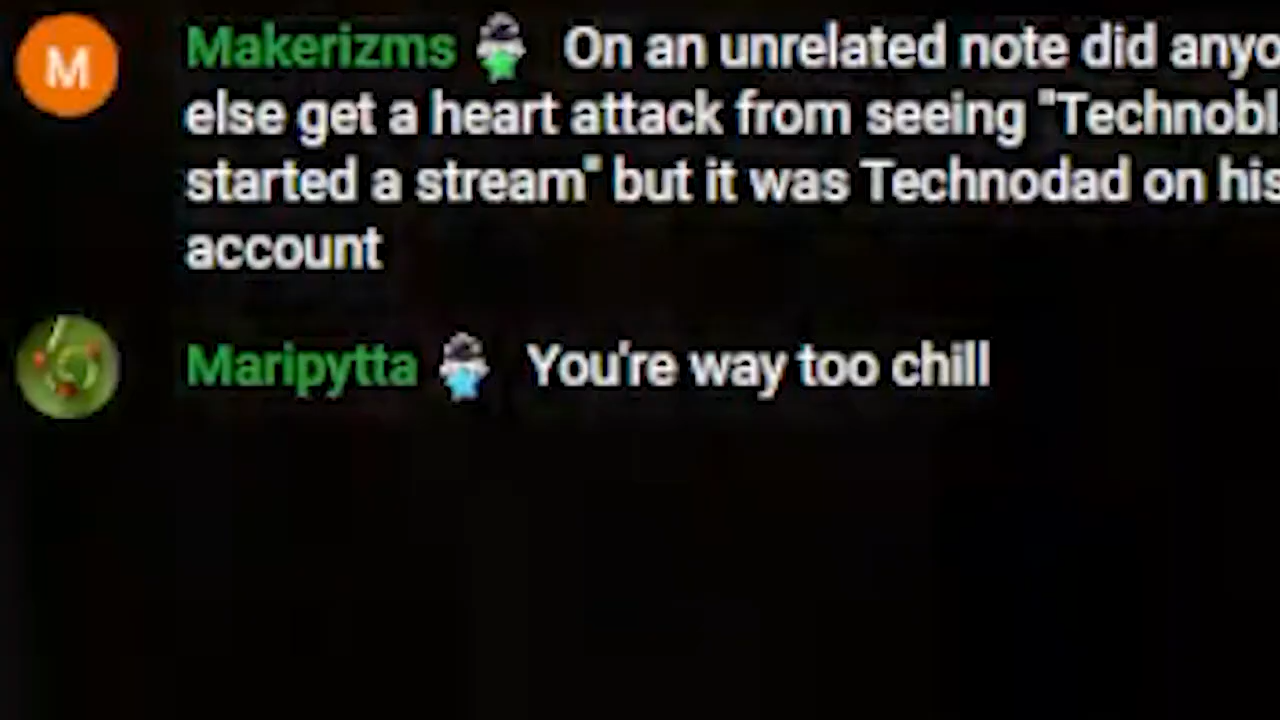 M
Makerizms On an unrelated note did anyo
else get a heart attack from seeing "Technobl
started a stream" but it was Technodad on his
account
Maripytta You're way too chill